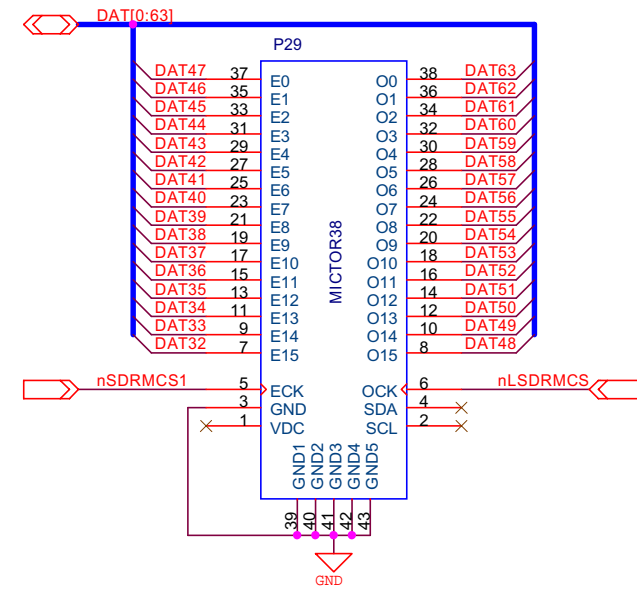 DAT[0:63]
P29
DAT47 37 E0 O0 38 DAT63
DAT46 35 E1 O1 36 DAT62
DAT45 33 E2 O2 34 DAT61
DAT44 31 E3 O3 32 DAT60
DAT43 29 E4 O4 30 DAT59
DAT42 27 E5 O5 28 DAT58
DAT41 25 E6 O6 26 DAT57
DAT40 23 E7 O7 24 DAT56
DAT39 21 E8 O8 22 DAT55
DAT38 19 E9 O9 20 DAT54
DAT37 17 E10 O10 18 DAT53
DAT36 15 E11 O11 16 DAT52
DAT35 13 E12 O12 14 DAT51
DAT34 11 E13 O13 12 DAT50
DAT33 9 E14 O14 10 DAT49
DAT32 7 E15 O15 8 DAT48
MICTOR38
nSDRMCS1 5 ECK OCK 6 nLSDRMCS
3 GND SDA 4
1 VDC SCL 2
GND1 GND2 GND3 GND4 GND5
39 40 41 42 43
GND